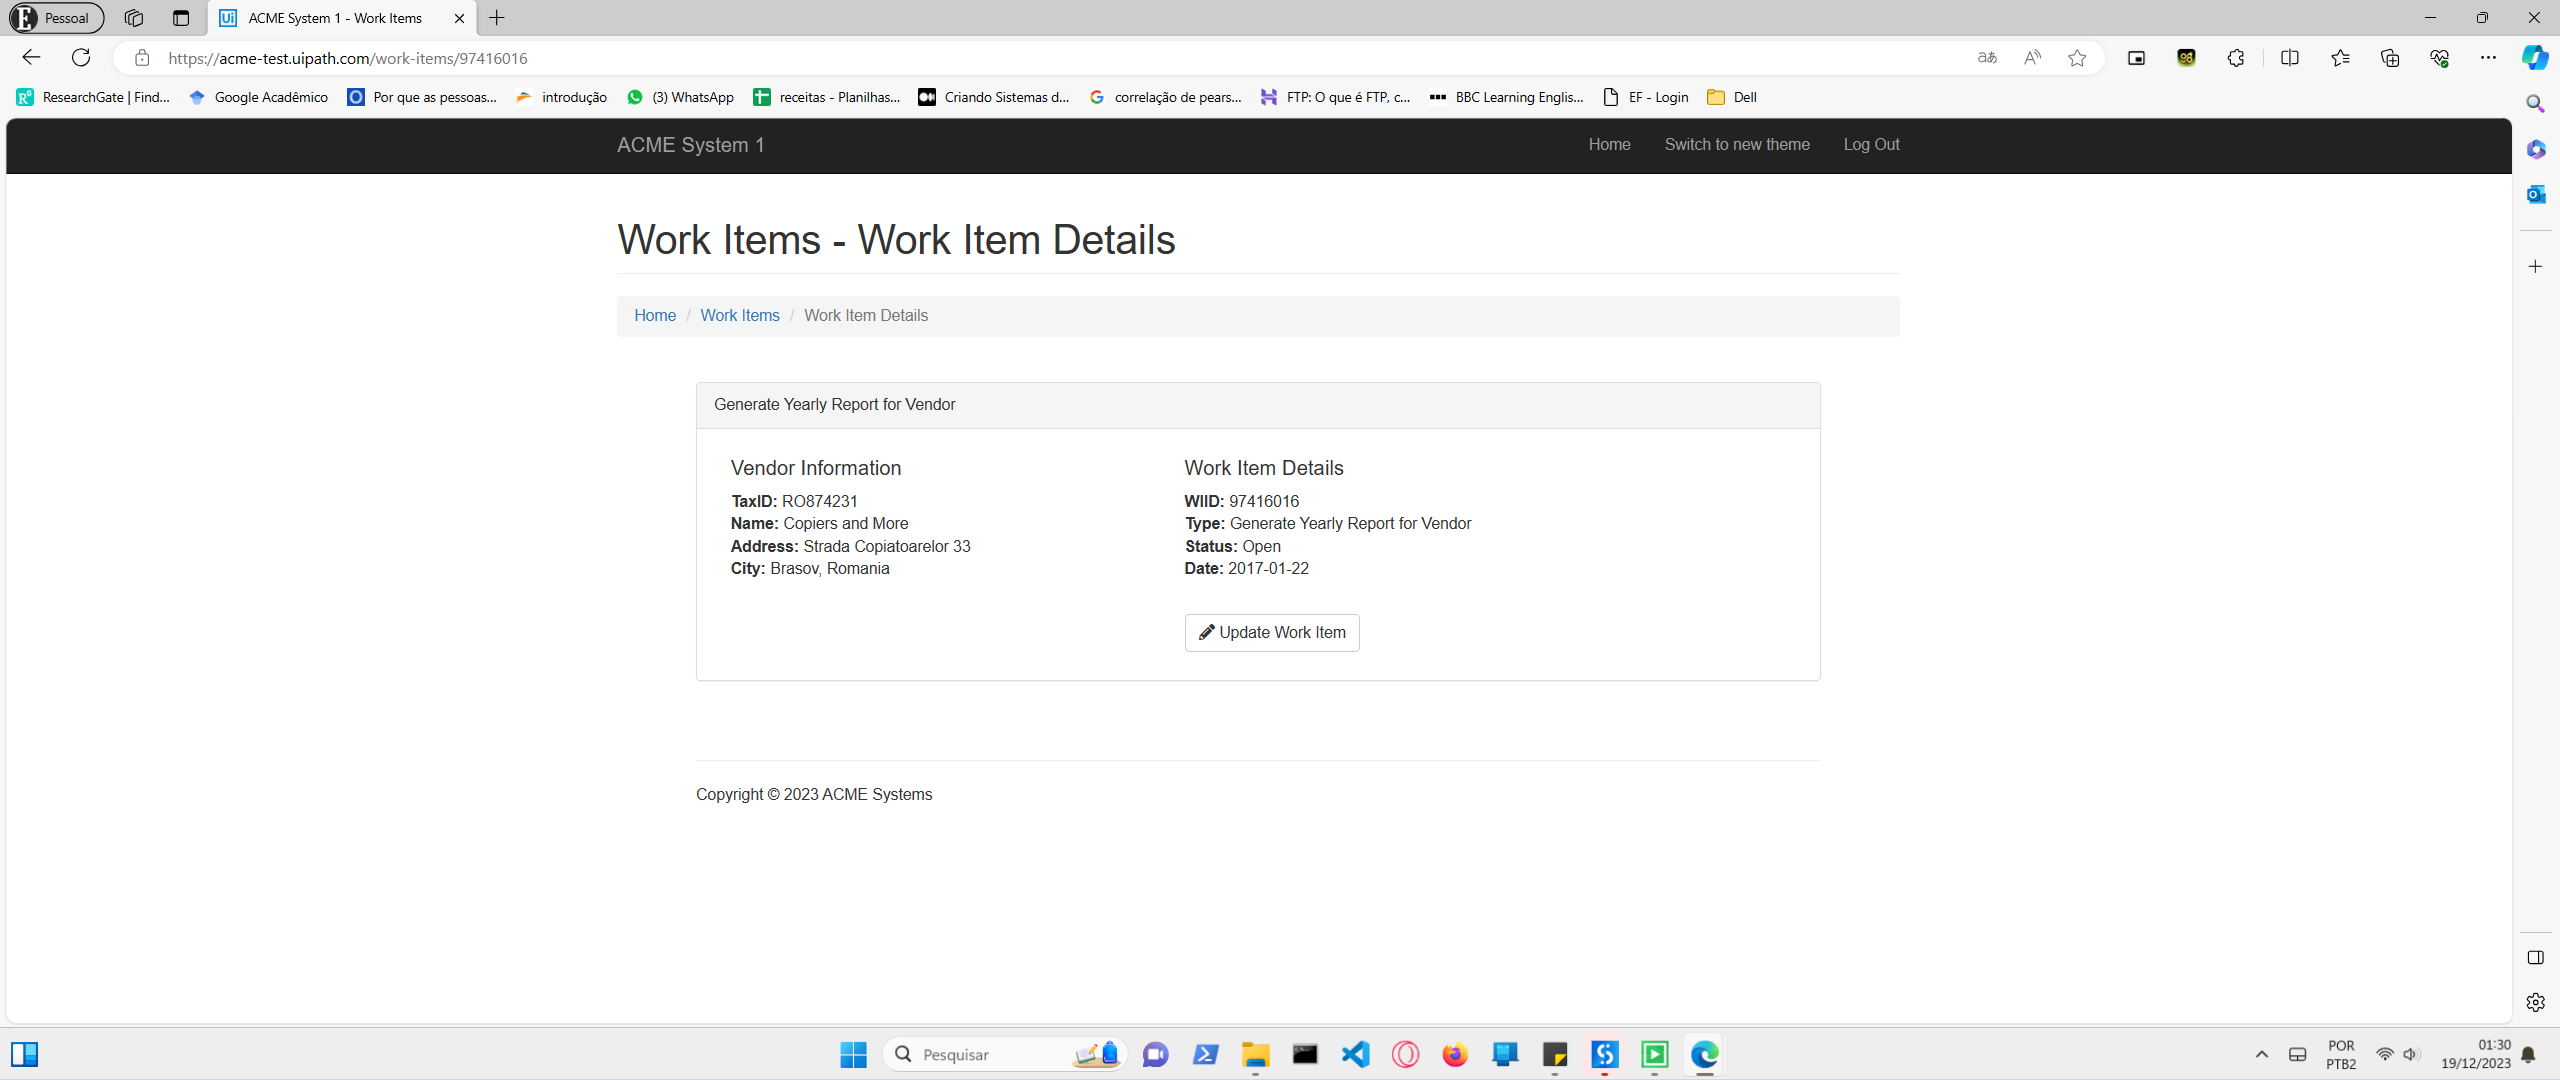 Pessoal
ACME System 1 - Work Items
https://acme-test.uipath.com/work-items/97416016
ResearchGate | Find...
Google Acadêmico
Por que as pessoas...
introdução
(3) WhatsApp
receitas - Planilhas...
Criando Sistemas d...
correlação de pears...
FTP: O que é FTP, c...
BBC Learning Englis...
EF - Login
Dell
ACME System 1
Home
Switch to new theme
Log Out
Work Items - Work Item Details
Home / Work Items / Work Item Details
Generate Yearly Report for Vendor
Vendor Information
TaxID: RO874231
Name: Copiers and More
Address: Strada Copiatoarelor 33
City: Brasov, Romania
Work Item Details
WIID: 97416016
Type: Generate Yearly Report for Vendor
Status: Open
Date: 2017-01-22
Update Work Item
Copyright © 2023 ACME Systems
Pesquisar
POR
PTB2
01:30
19/12/2023